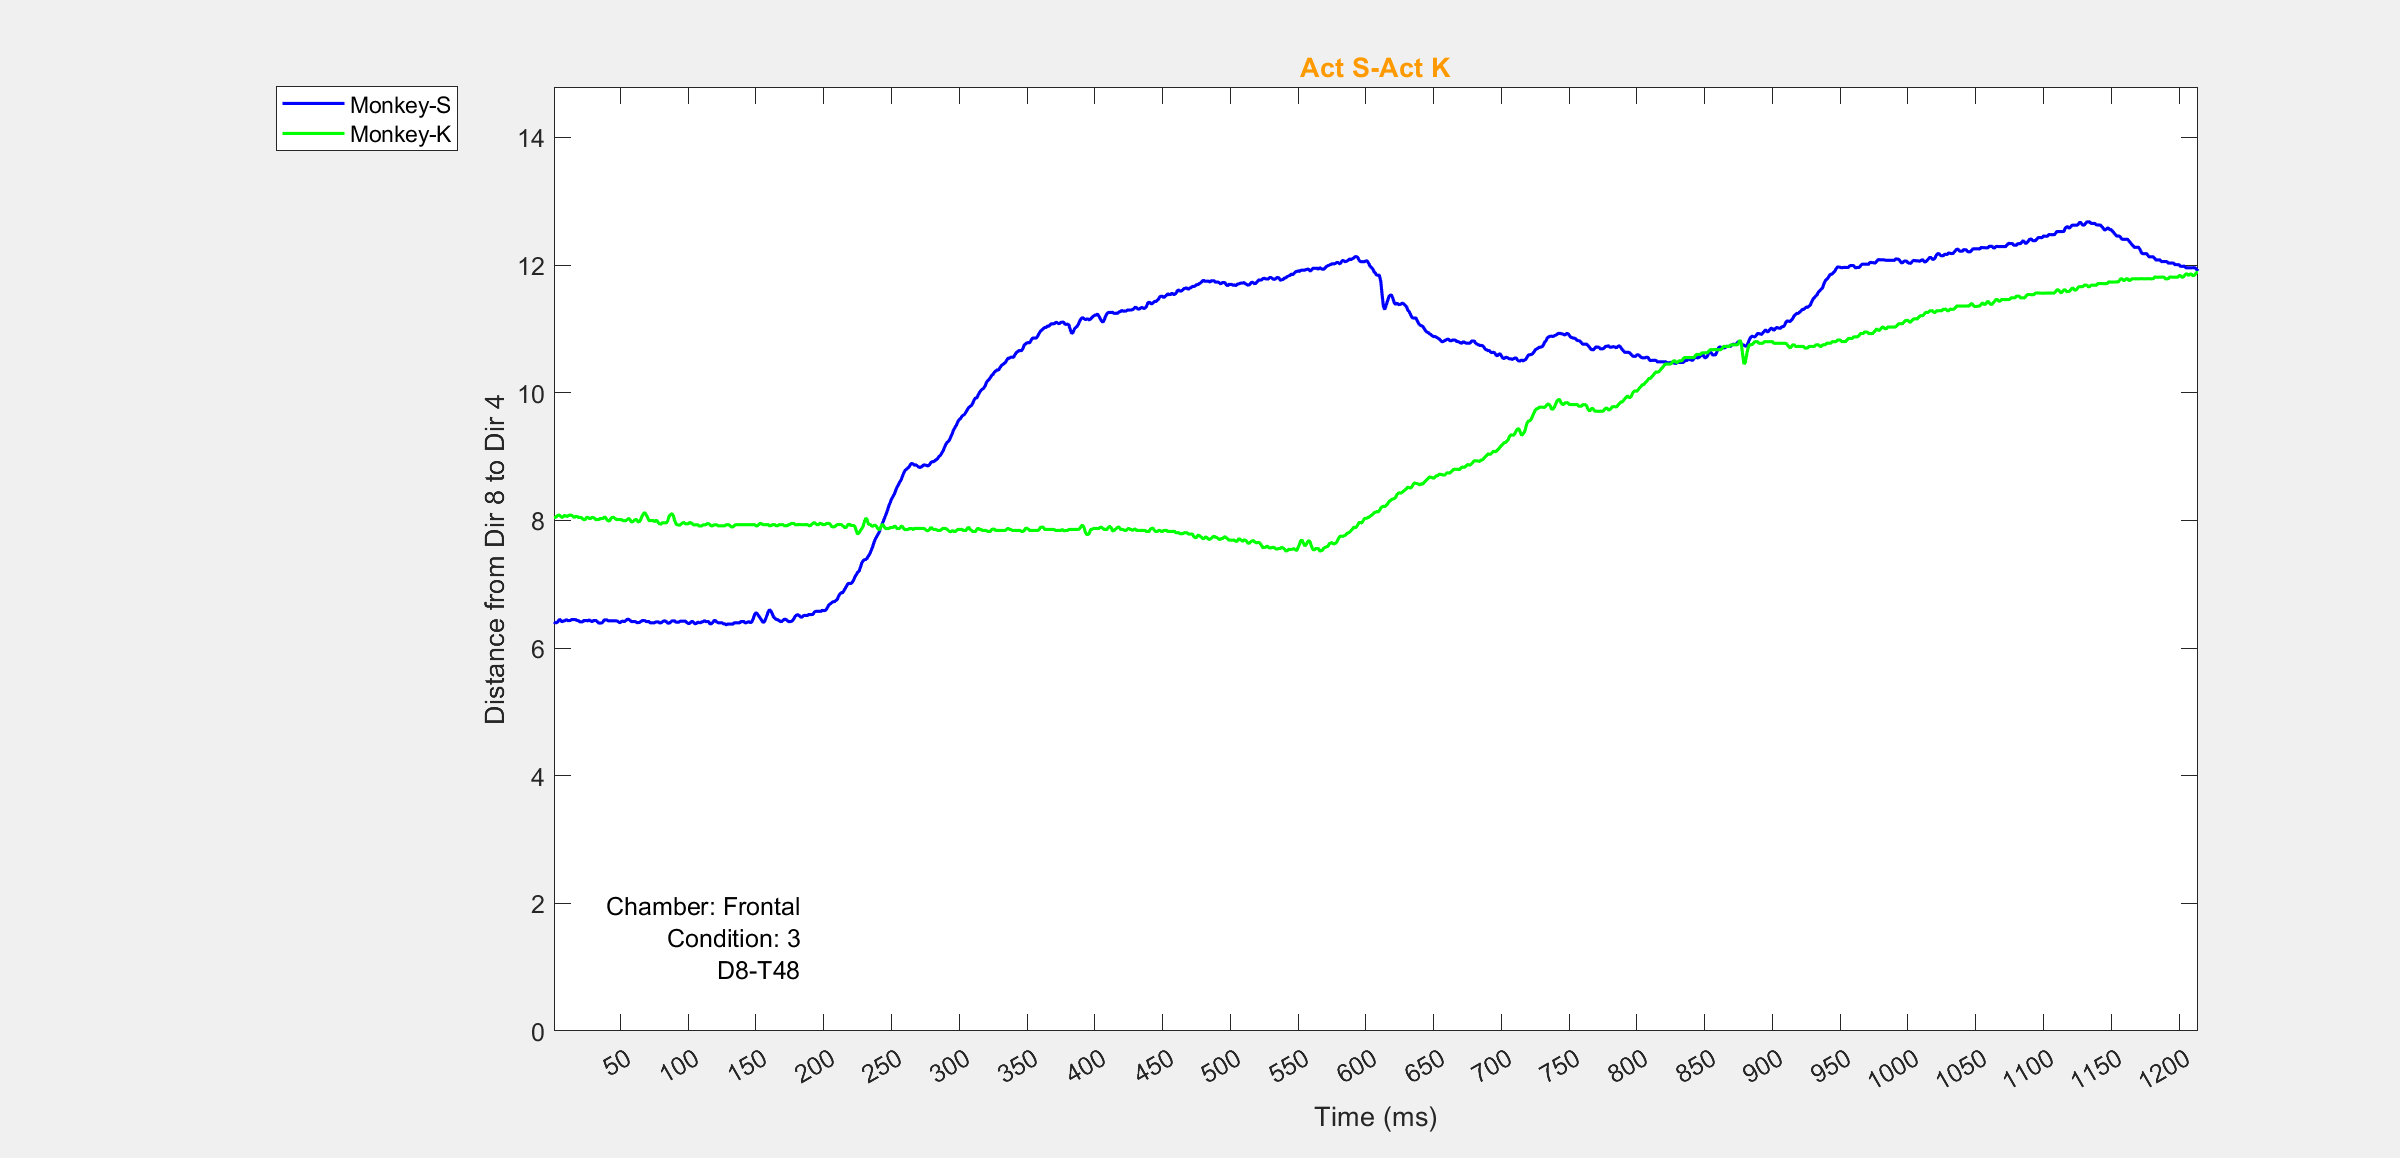 Act S-Act K
Monkey-S
Monkey-K
Distance from Dir 8 to Dir 4
14
12
10
8
6
4
2
0
Chamber: Frontal
Condition: 3
D8-T48
50 100 150 200 250 300 350 400 450 500 550 600 650 700 750 800 850 900 950 1000 1050 1100 1150 1200
Time (ms)